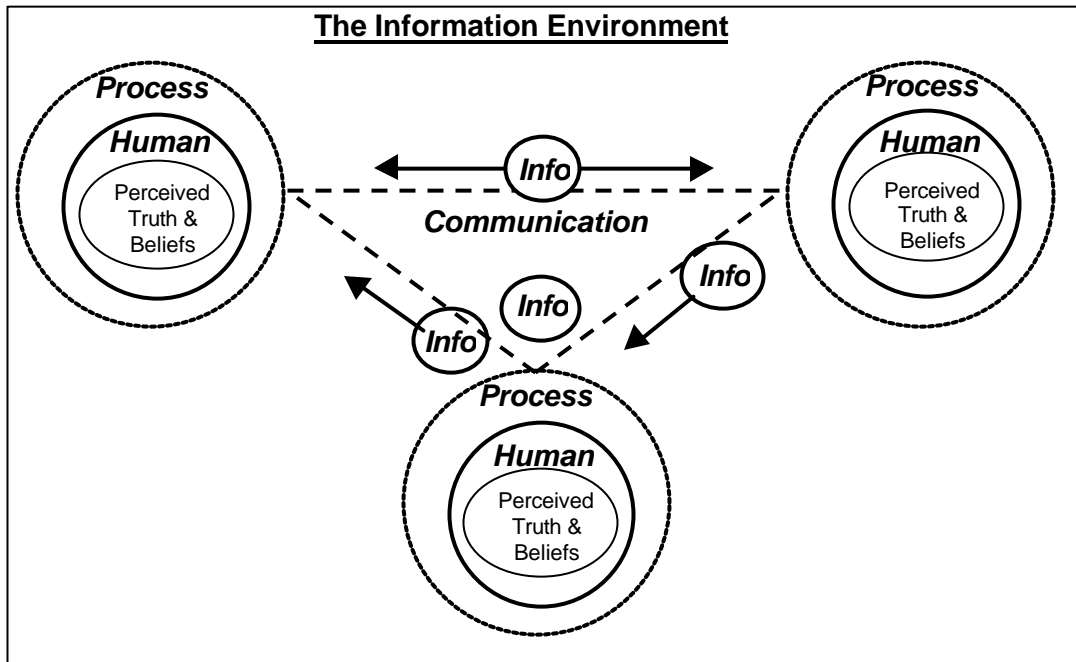 The Information Environment
Process
Human
Perceived
Truth &
Beliefs
Process
Human
Perceived
Truth &
Beliefs
Info
Communication
Info
Info
Info
Process
Human
Perceived
Truth &
Beliefs